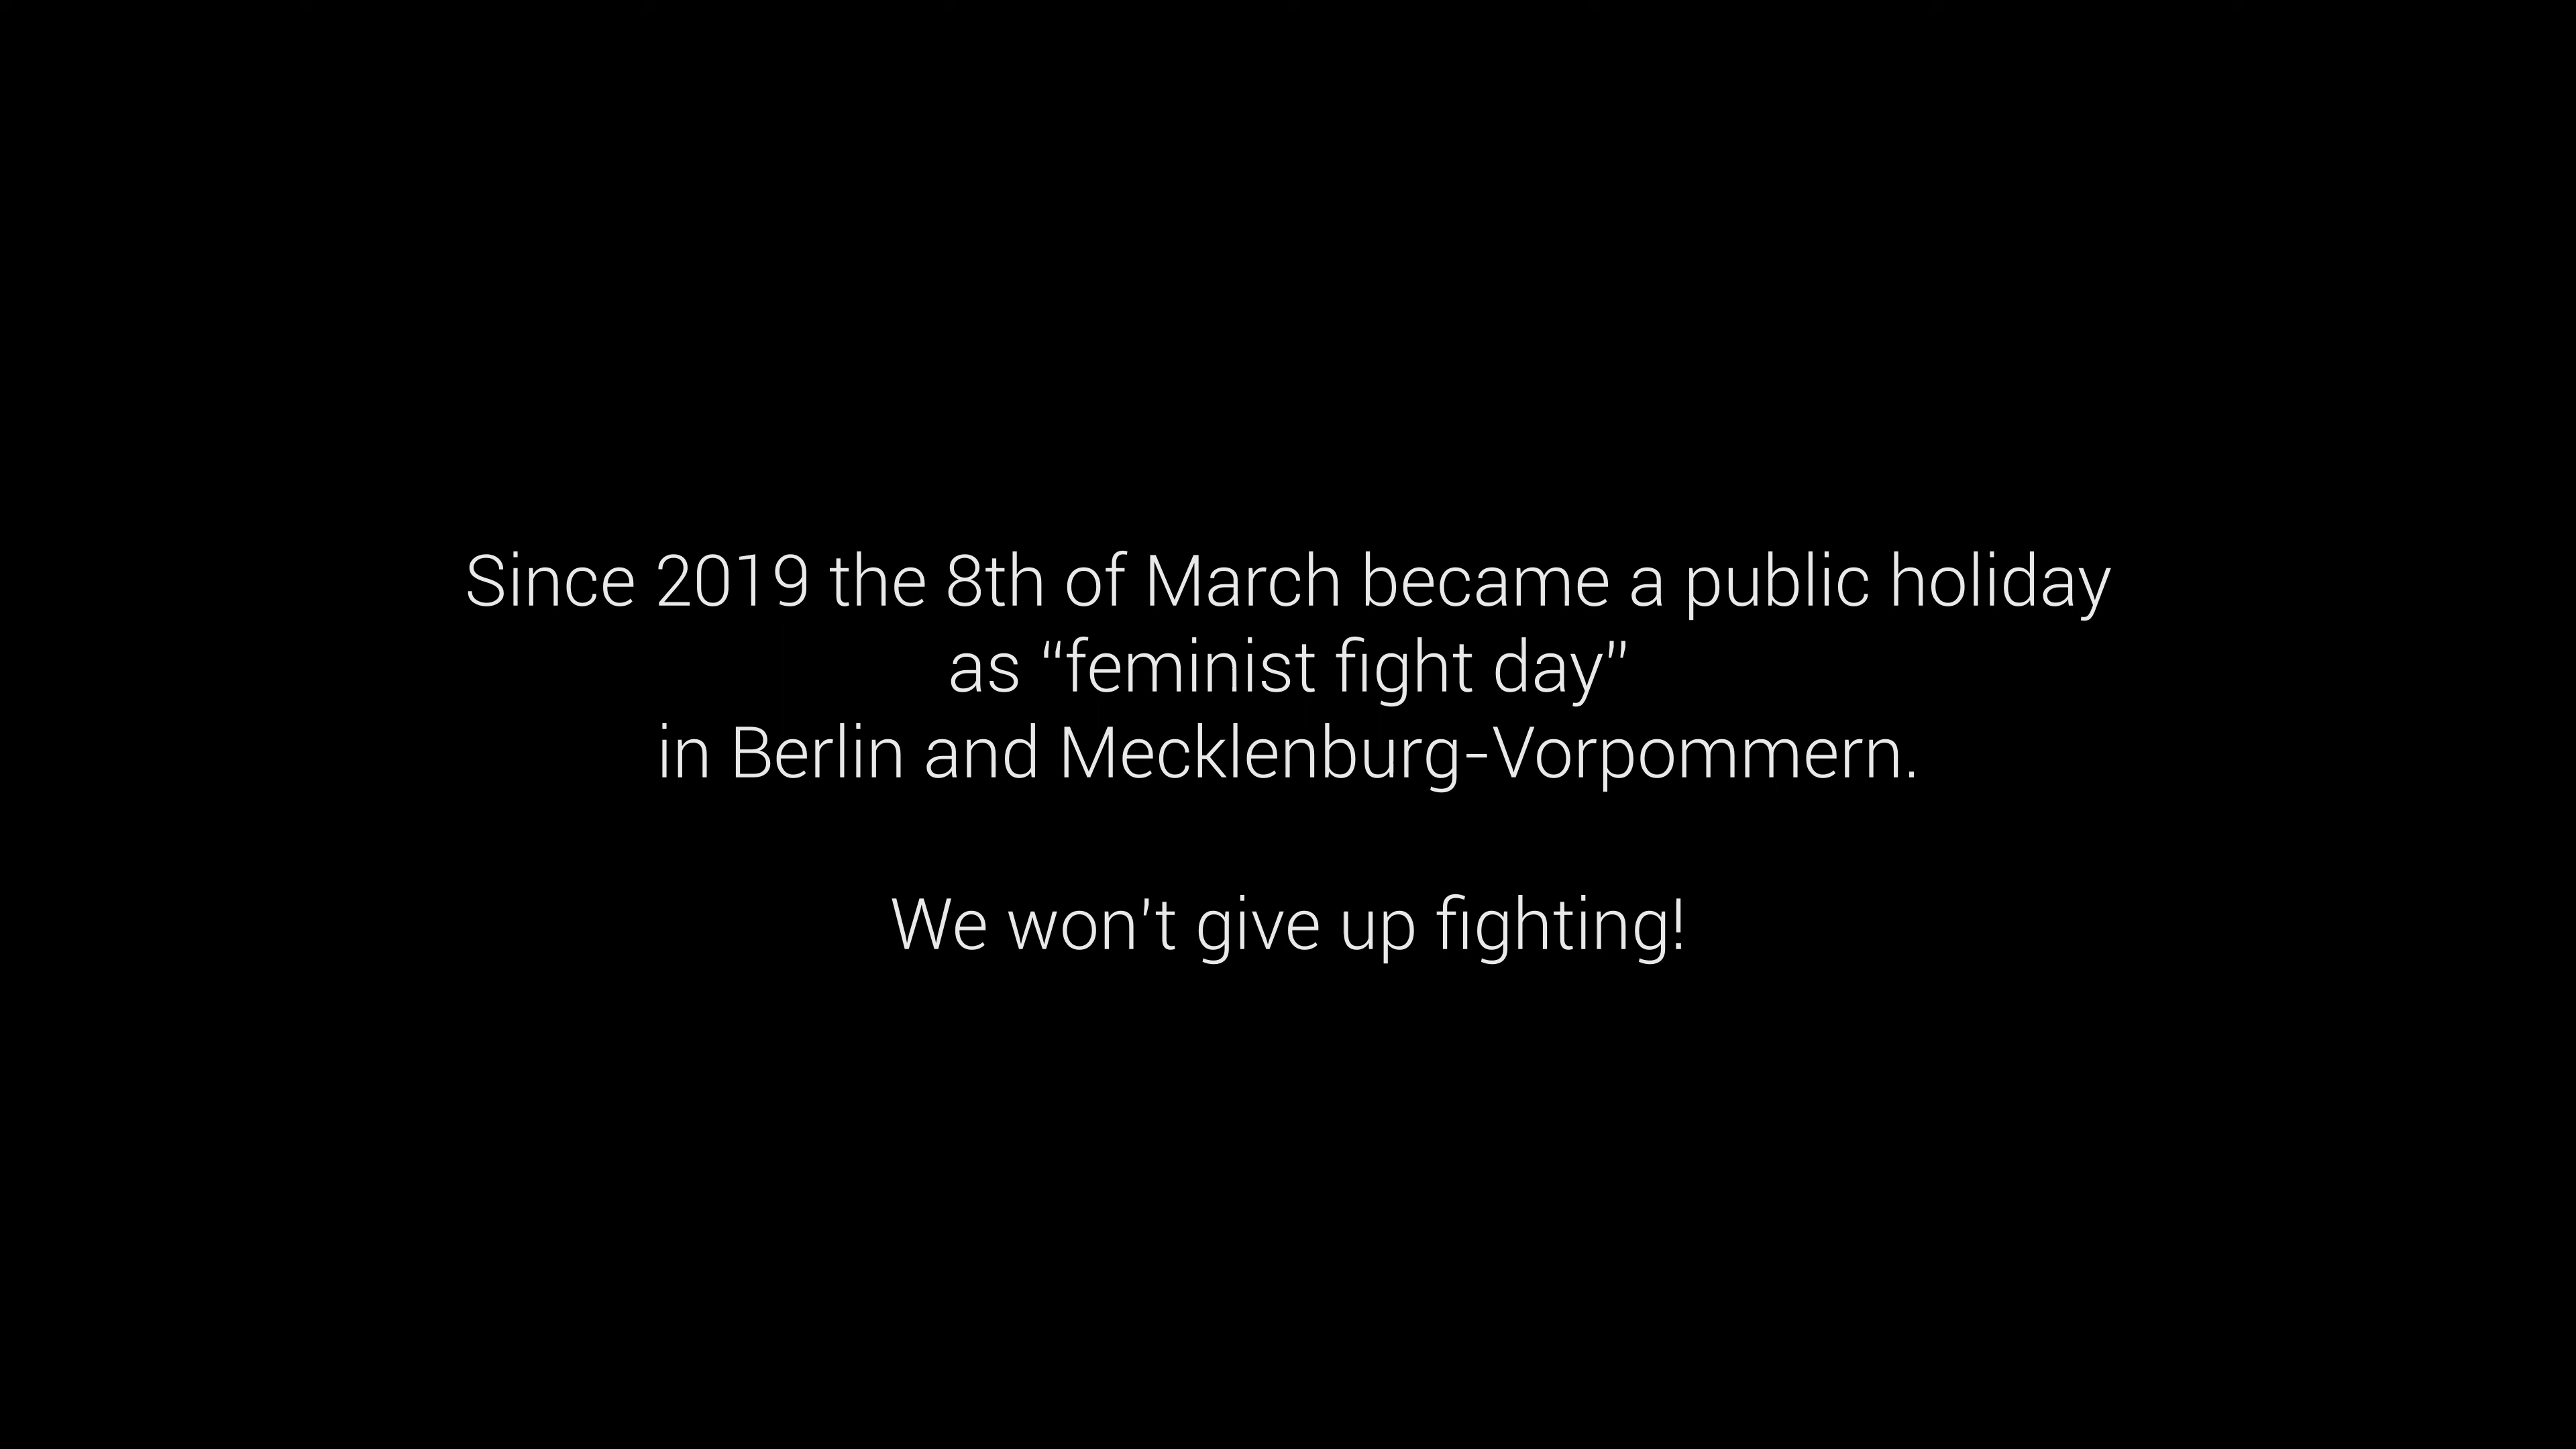 Since 2019 the 8th of March became a public holiday
as “feminist fight day”
in Berlin and Mecklenburg-Vorpommern.
We won't give up fighting!